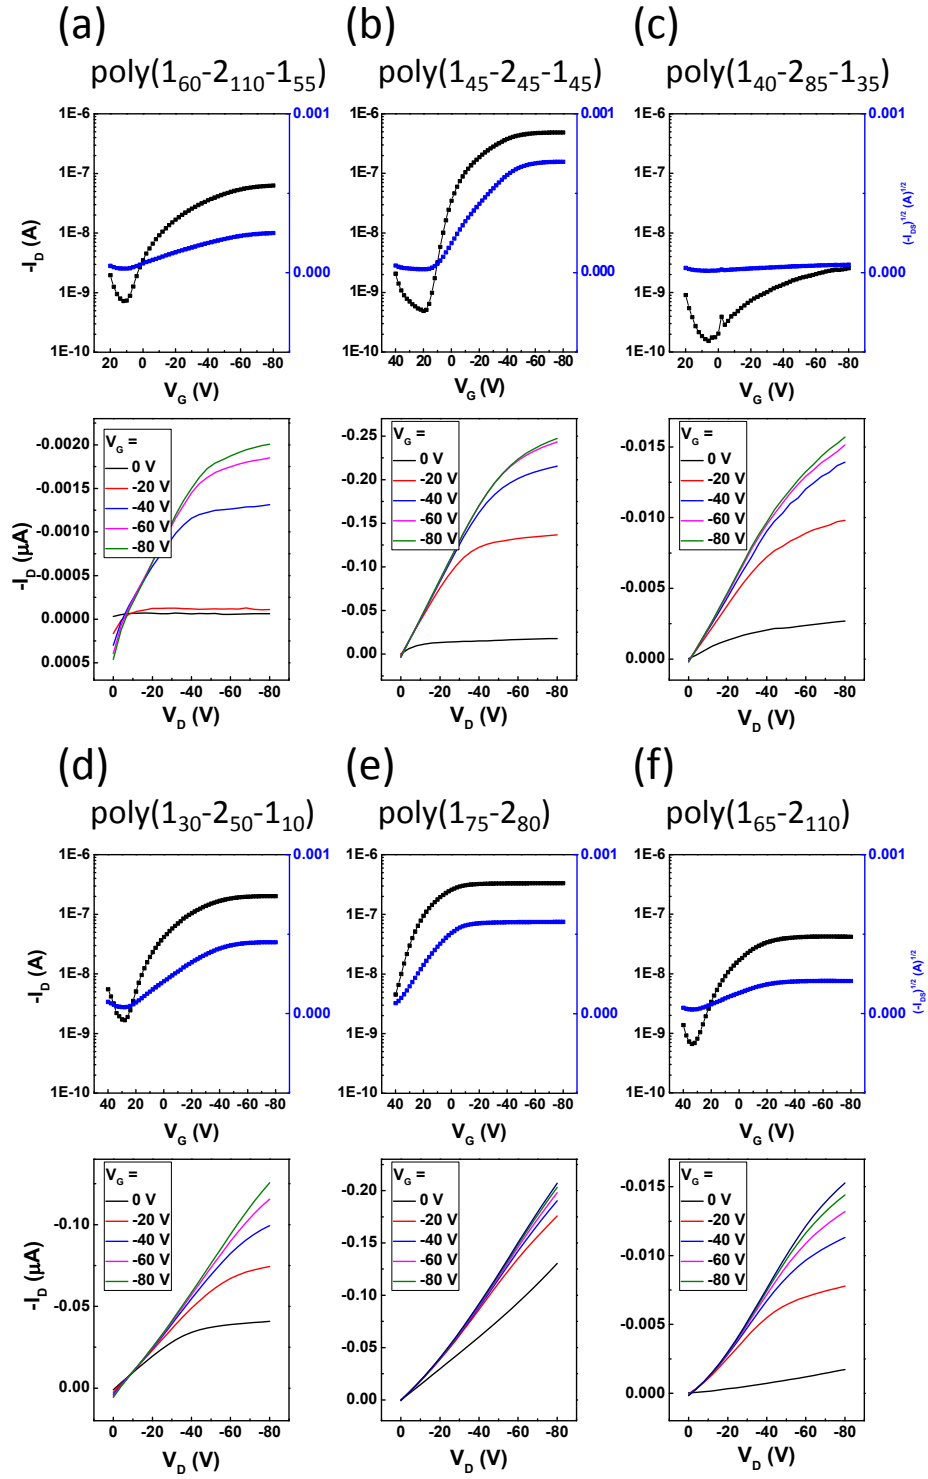 (a) (b) (c)
poly(1₆₀-2₁₁₀-1₅₅) poly(1₄₅-2₄₅-1₄₅) poly(1₄₀-2₈₅-1₃₅)
1E-6 0.001 1E-6 0.001 1E-6 0.001
1E-7 1E-7 1E-7
-I_D (A) 1E-8 1E-8 1E-8 (-I_DS)^1/2 (A)^1/2
0.000 0.000 0.000
1E-9 1E-9 1E-9
1E-10 1E-10 1E-10
20 0 -20 -40 -60 -80 40 20 0 -20 -40 -60 -80 20 0 -20 -40 -60 -80
V_G (V) V_G (V) V_G (V)
-I_D (µA)
-0.0020
-0.0015
-0.0010
-0.0005
0.0000
0.0005
V_G =
0 V
-20 V
-40 V
-60 V
-80 V
0 -20 -40 -60 -80
V_D (V)
-0.25
-0.20
-0.15
-0.10
-0.05
0.00
V_G =
0 V
-20 V
-40 V
-60 V
-80 V
0 -20 -40 -60 -80
V_D (V)
-0.015
-0.010
-0.005
0.000
V_G =
0 V
-20 V
-40 V
-60 V
-80 V
0 -20 -40 -60 -80
V_D (V)
(d) (e) (f)
poly(1₃₀-2₅₀-1₁₀) poly(1₇₅-2₈₀) poly(1₆₅-2₁₁₀)
1E-6 0.001 1E-6 0.001 1E-6 0.001
1E-7 1E-7 1E-7
-I_D (A) 1E-8 1E-8 1E-8 (-I_DS)^1/2 (A)^1/2
0.000 0.000 0.000
1E-9 1E-9 1E-9
1E-10 1E-10 1E-10
40 20 0 -20 -40 -60 -80 40 20 0 -20 -40 -60 -80 40 20 0 -20 -40 -60 -80
V_G (V) V_G (V) V_G (V)
-I_D (µA)
-0.10
-0.05
0.00
V_G =
0 V
-20 V
-40 V
-60 V
-80 V
0 -20 -40 -60 -80
V_D (V)
-0.20
-0.15
-0.10
-0.05
0.00
V_G =
0 V
-20 V
-40 V
-60 V
-80 V
0 -20 -40 -60 -80
V_D (V)
-0.015
-0.010
-0.005
0.000
V_G =
0 V
-20 V
-40 V
-60 V
-80 V
0 -20 -40 -60 -80
V_D (V)